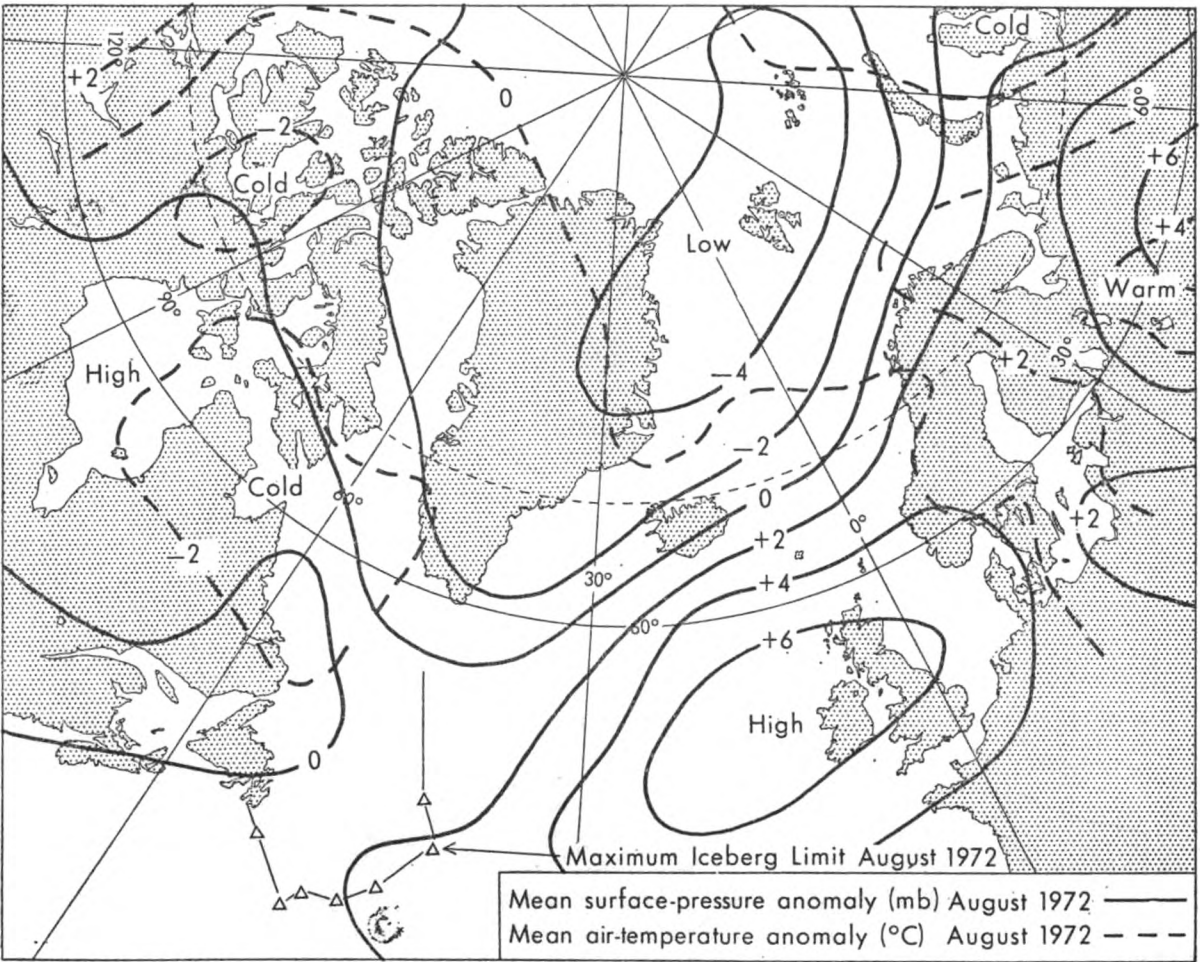 Cold
120°
+2
60°
0
−2
+6
Cold
+4
Low
Warm
90°
+2
30°
High
−4
−2
Cold
60°
0
+2
0°
−2
+2
+4
30°
60°
+6
High
0
Maximum Iceberg Limit August 1972
Mean surface-pressure anomaly (mb) August 1972
Mean air-temperature anomaly (°C) August 1972